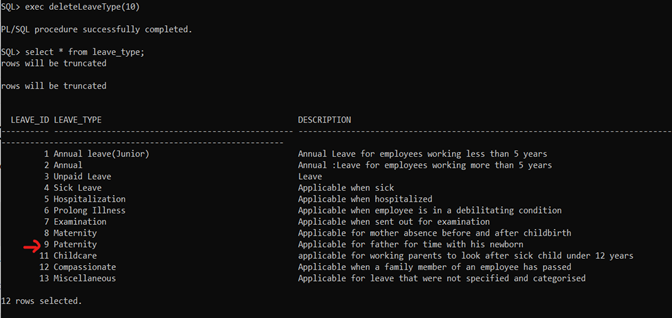 SQL> exec deleteLeaveType(10)
PL/SQL procedure successfully completed.
SQL> select * from leave_type;
rows will be truncated
rows will be truncated
LEAVE_ID LEAVE_TYPE DESCRIPTION
---------- -------------------------------------------------- --------------------------------------------------------------------------------
--------------------------------------------------
1 Annual leave(Junior) Annual Leave for employees working less than 5 years
2 Annual Annual :Leave for employees working more than 5 years
3 Unpaid Leave Leave
4 Sick Leave Applicable when sick
5 Hospitalization Applicable when hospitalized
6 Prolong Illness Applicable when employee is in a debilitating condition
7 Examination Applicable when sent out for examination
8 Maternity Applicable for mother absence before and after childbirth
9 Paternity Applicable for father for time with his newborn
11 Childcare applicable for working parents to look after sick child under 12 years
12 Compassionate Applicable when a family member of an employee has passed
13 Miscellaneous Applicable for leave that were not specified and categorised
12 rows selected.